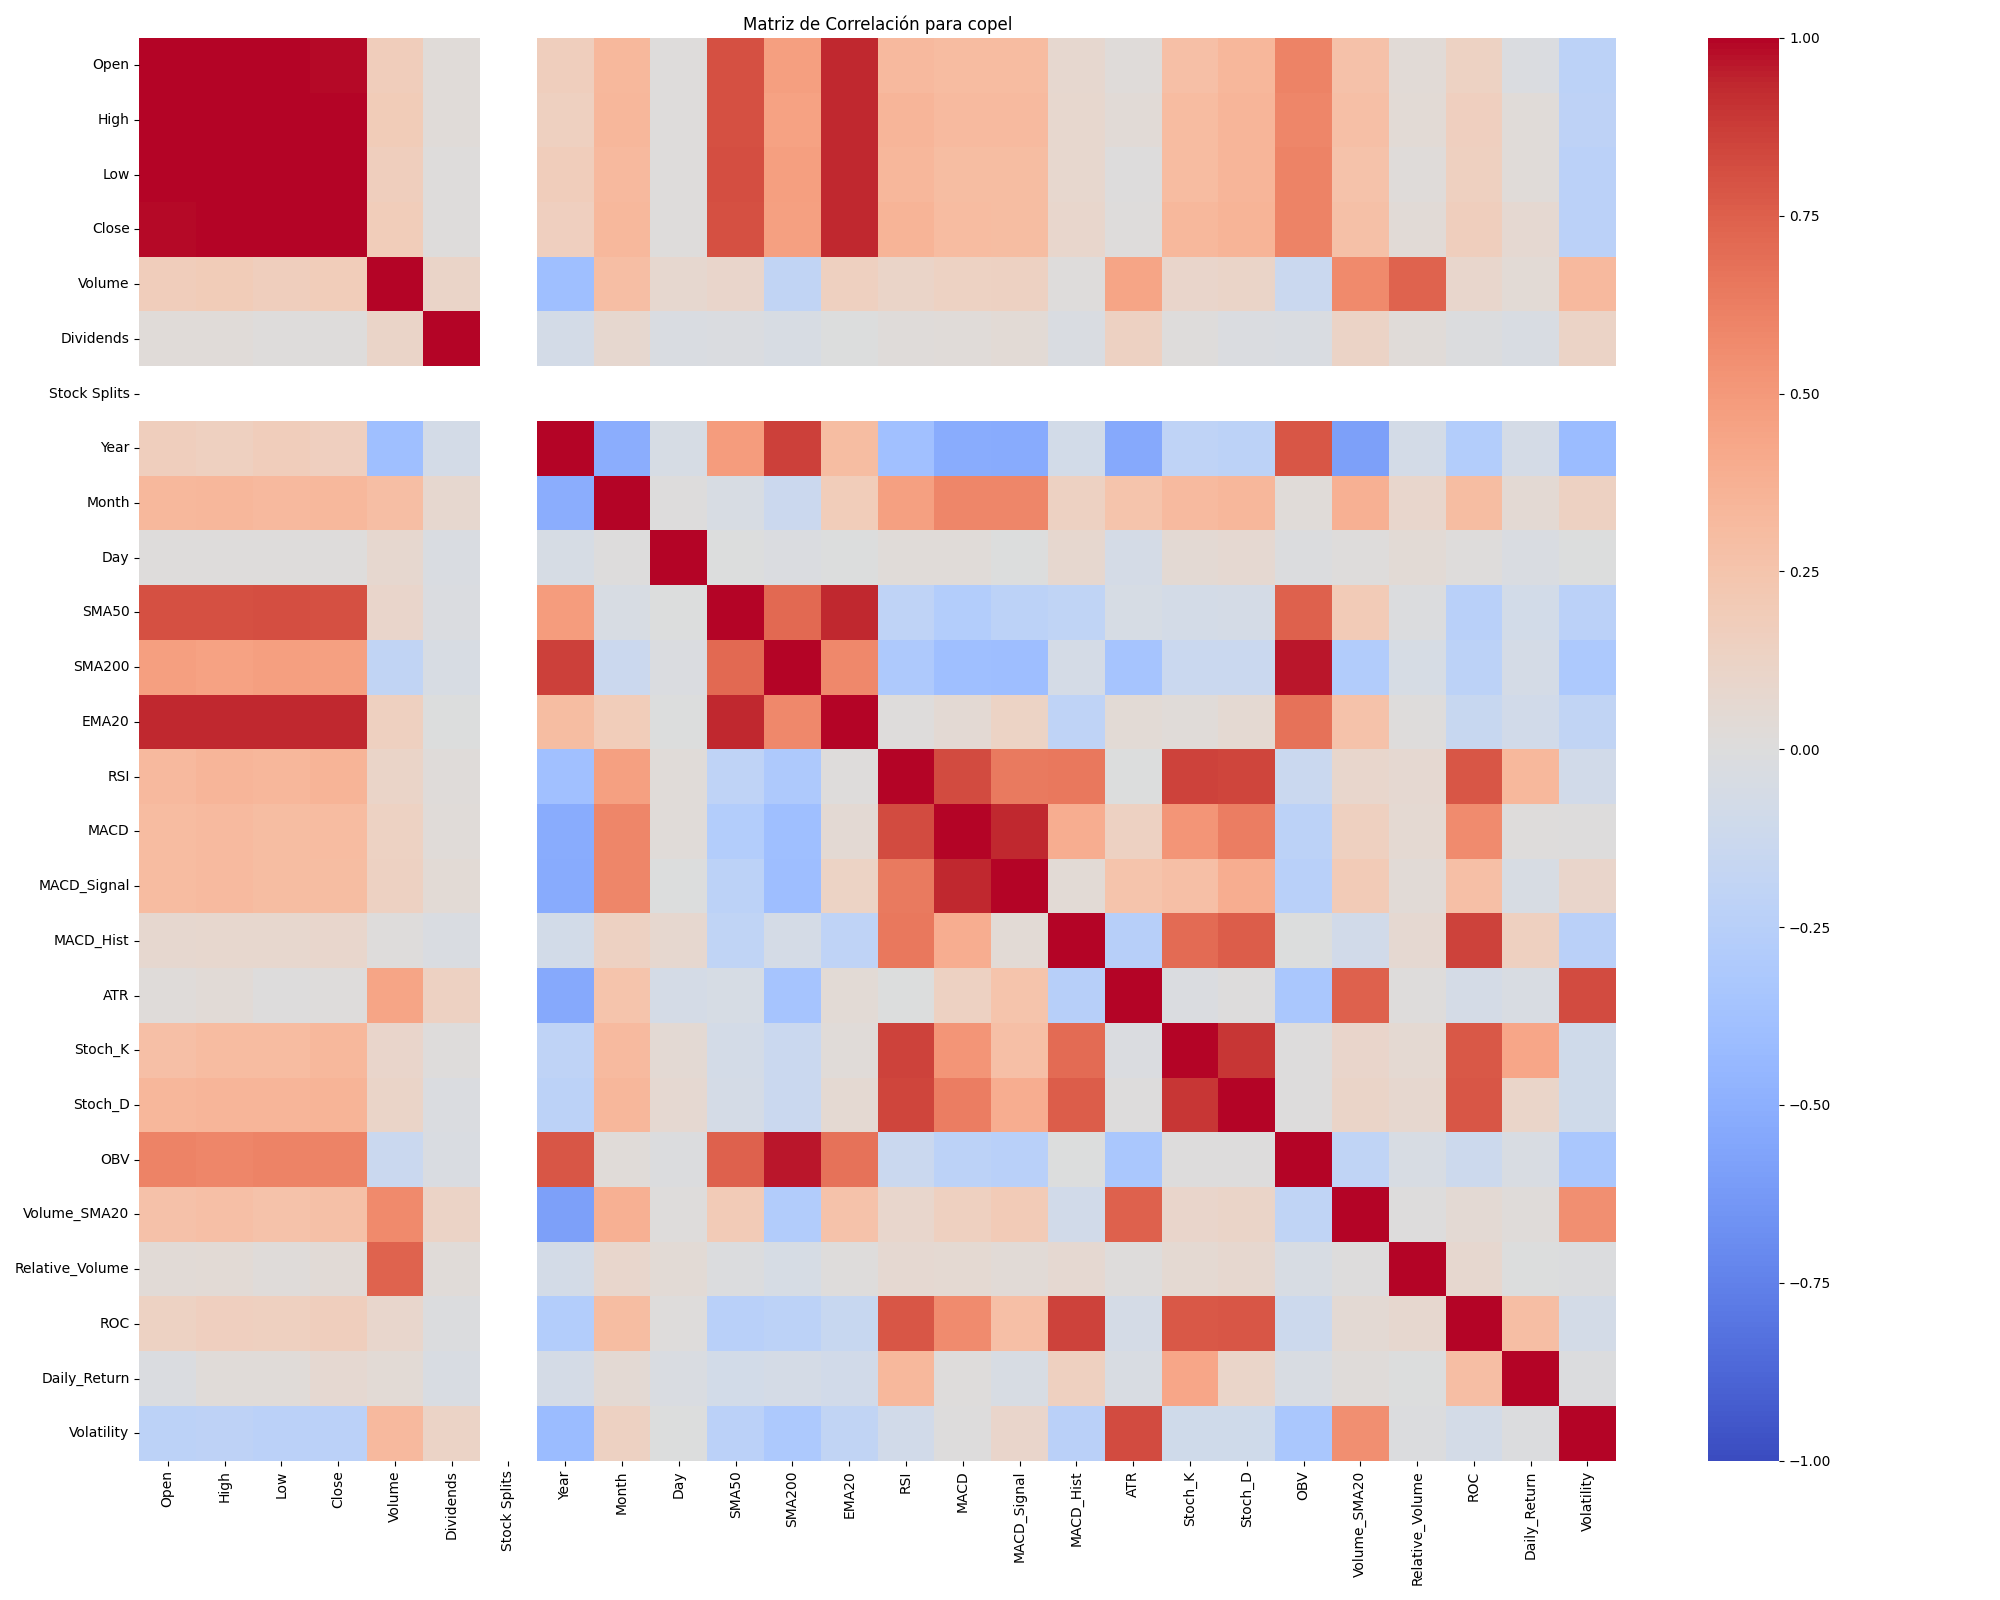 Matriz de Correlación para copel
Open
High
Low
Close
Volume
Dividends
Stock Splits
Year
Month
Day
SMA50
SMA200
EMA20
RSI
MACD
MACD_Signal
MACD_Hist
ATR
Stoch_K
Stoch_D
OBV
Volume_SMA20
Relative_Volume
ROC
Daily_Return
Volatility
Open
High
Low
Close
Volume
Dividends
Stock Splits
Year
Month
Day
SMA50
SMA200
EMA20
RSI
MACD
MACD_Signal
MACD_Hist
ATR
Stoch_K
Stoch_D
OBV
Volume_SMA20
Relative_Volume
ROC
Daily_Return
Volatility
1.00
0.75
0.50
0.25
0.00
−0.25
−0.50
−0.75
−1.00